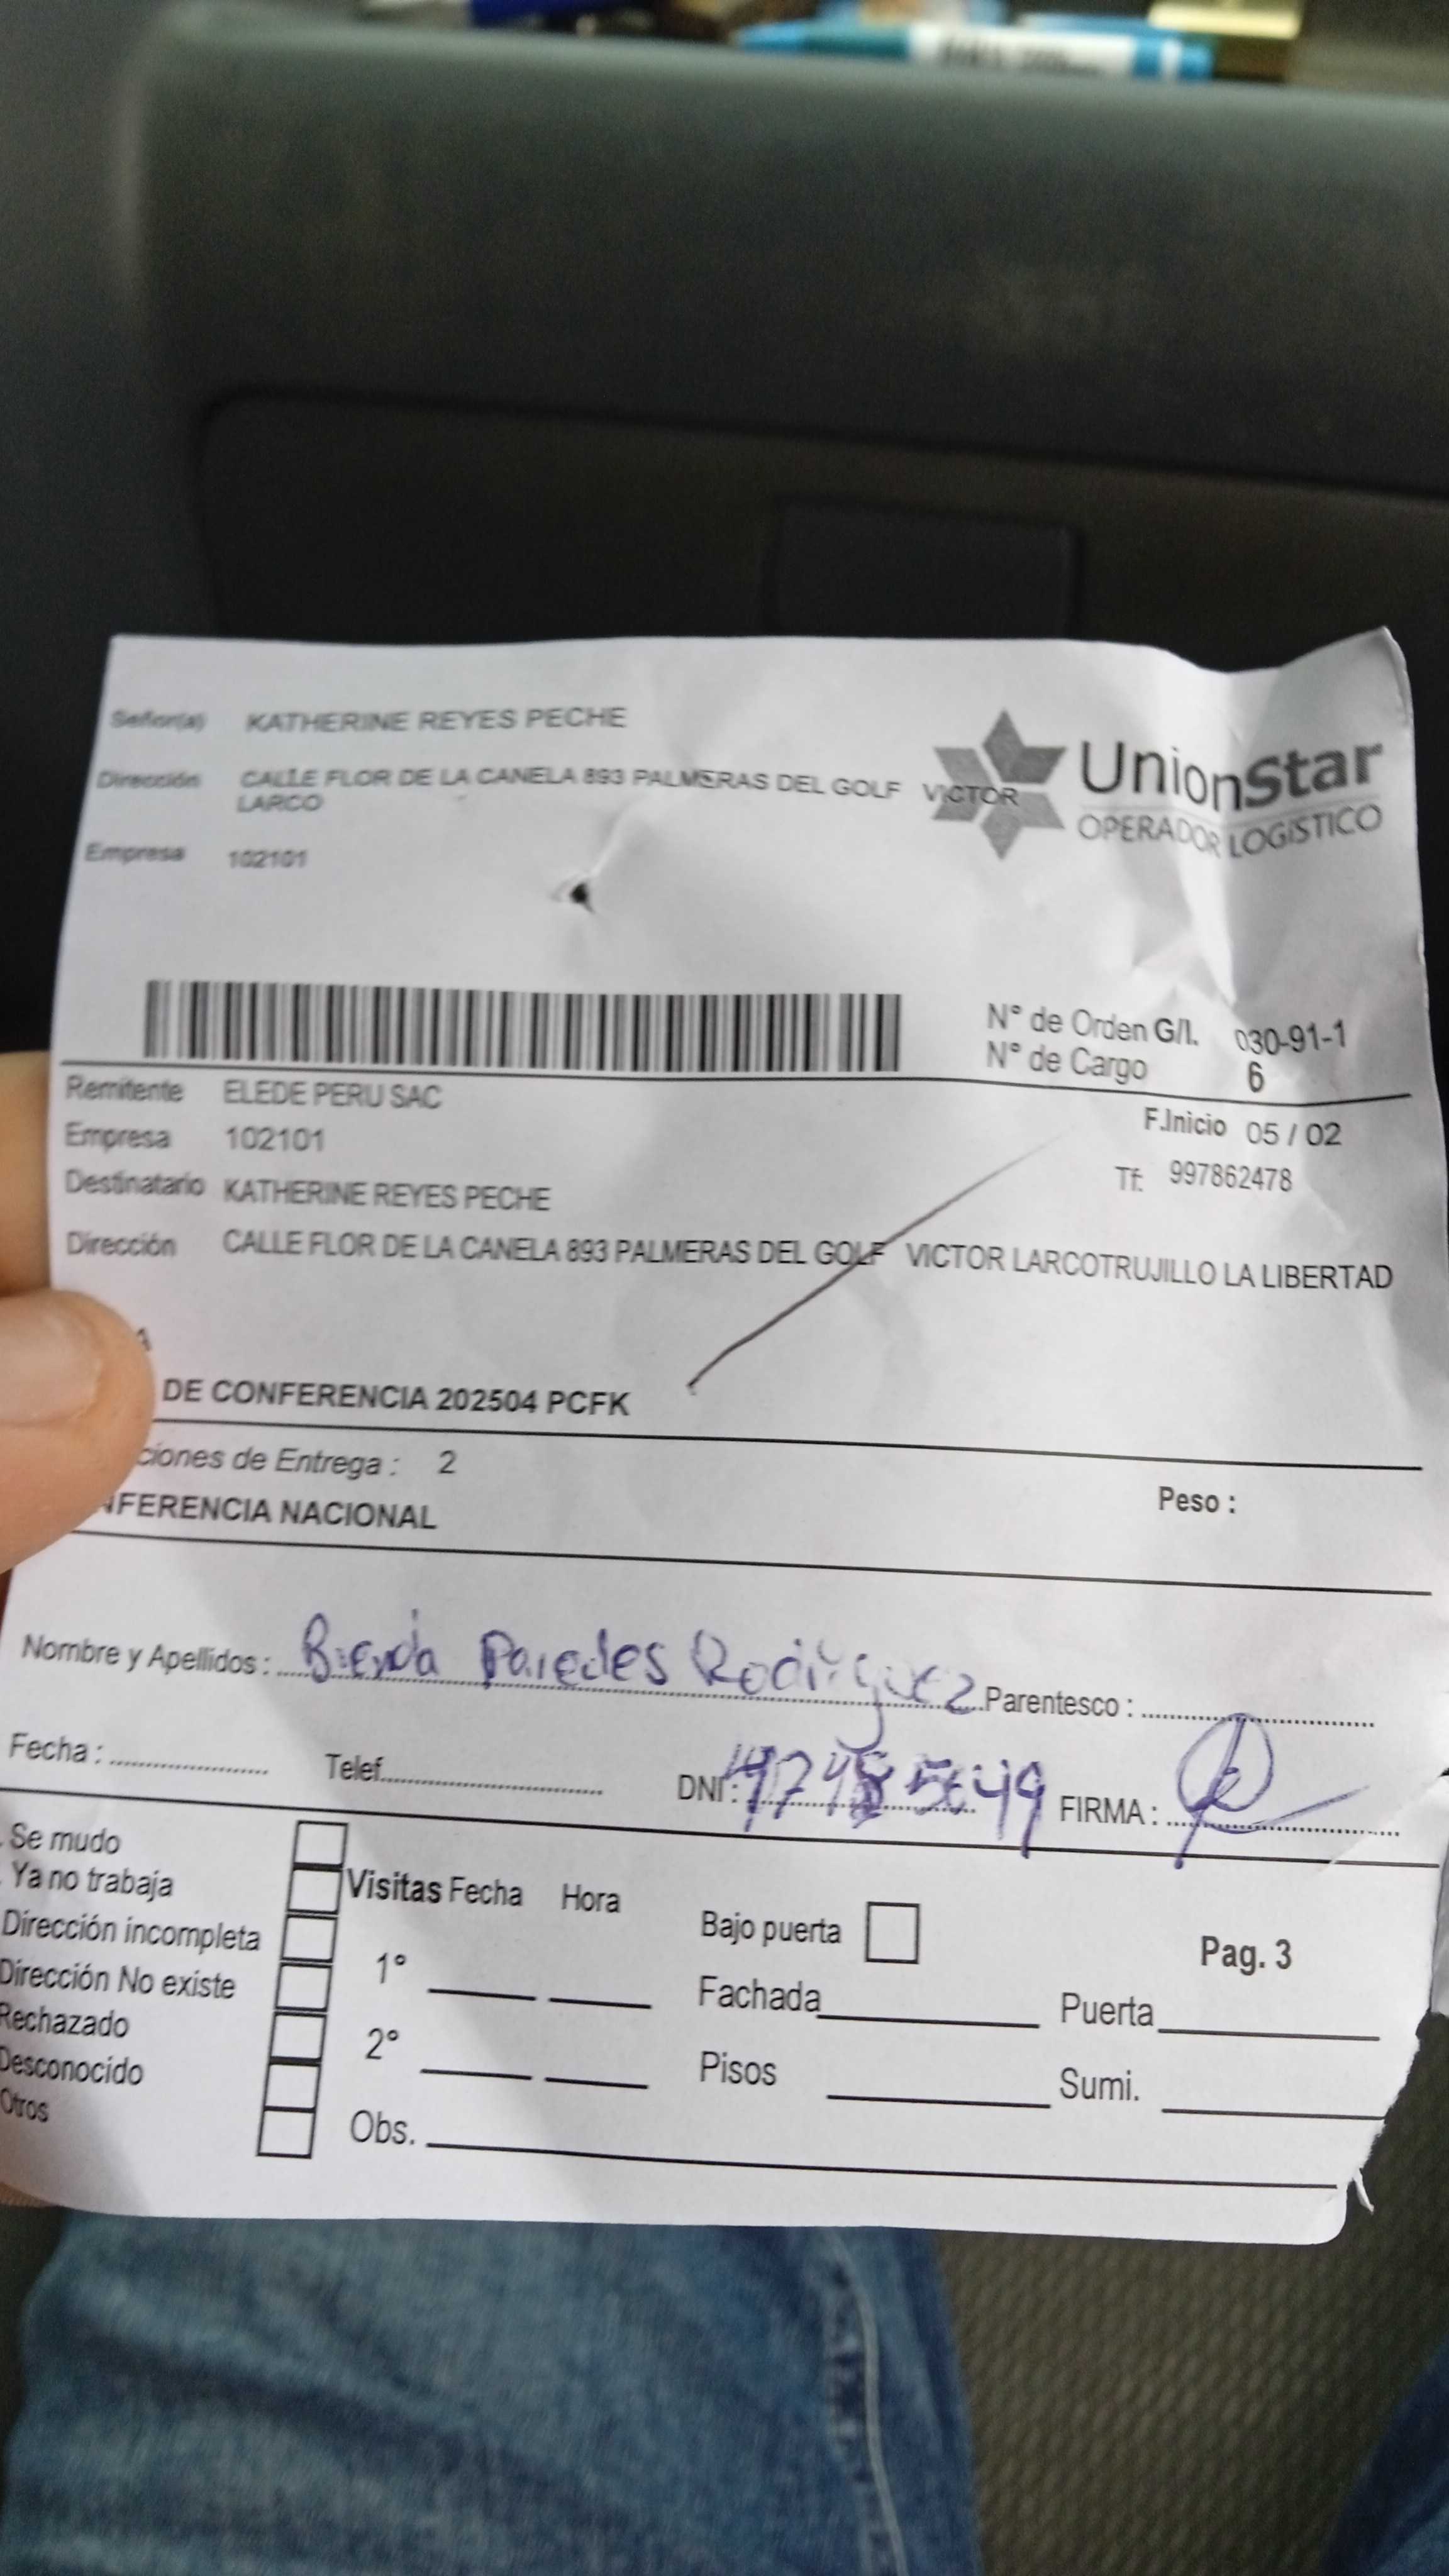 Señor(a) KATHERINE REYES PECHE
Dirección CALLE FLOR DE LA CANELA 893 PALMERAS DEL GOLF VICTOR
LARCO
Empresa 102101
UnionStar
OPERADOR LOGÍSTICO
N° de Orden G/I. 030-91-1
N° de Cargo 6
Remitente ELEDE PERU SAC
F.Inicio 05 / 02
Empresa 102101
Tf: 997862478
Destinatario KATHERINE REYES PECHE
Dirección CALLE FLOR DE LA CANELA 893 PALMERAS DEL GOLF VICTOR LARCOTRUJILLO LA LIBERTAD
DE CONFERENCIA 202504 PCFK
ciones de Entrega : 2
Peso :
NFERENCIA NACIONAL
Nombre y Apellidos : Brenda Paredes Rodriguez Parentesco :
Fecha : Telef. DNI : FIRMA :
Se mudo
Ya no trabaja
Dirección incompleta
Dirección No existe
Rechazado
Desconocido
Otros
Visitas Fecha Hora
1°
2°
Obs.
Bajo puerta
Pag. 3
Fachada Puerta
Pisos Sumi.